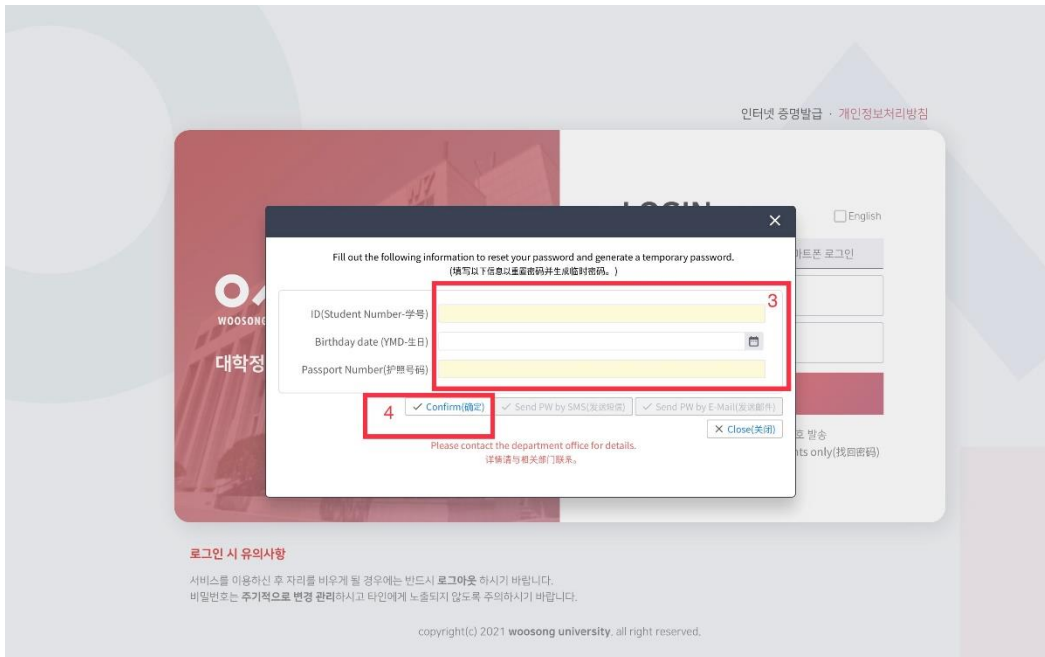 인터넷 증명발급 · 개인정보처리방침
LOGIN
English
트폰 로그인
Fill out the following information to reset your password and generate a temporary password.
(填写以下信息以重置密码并生成临时密码。)
3
ID(Student Number-学号)
WOOSONG
Birthday date (YMD-生日)
대학정
Passport Number(护照号码)
4
Confirm(确定)
Send PW by SMS(发送短信)
Send PW by E-Mail(发送邮件)
Close(关闭)
호 발송
Please contact the department office for details.
nts only(找回密码)
详情请与相关部门联系。
로그인 시 유의사항
서비스를 이용하신 후 자리를 비우게 될 경우에는 반드시 로그아웃 하시기 바랍니다.
비밀번호는 주기적으로 변경 관리하시고 타인에게 노출되지 않도록 주의하시기 바랍니다.
copyright(c) 2021 woosong university. all right reserved.